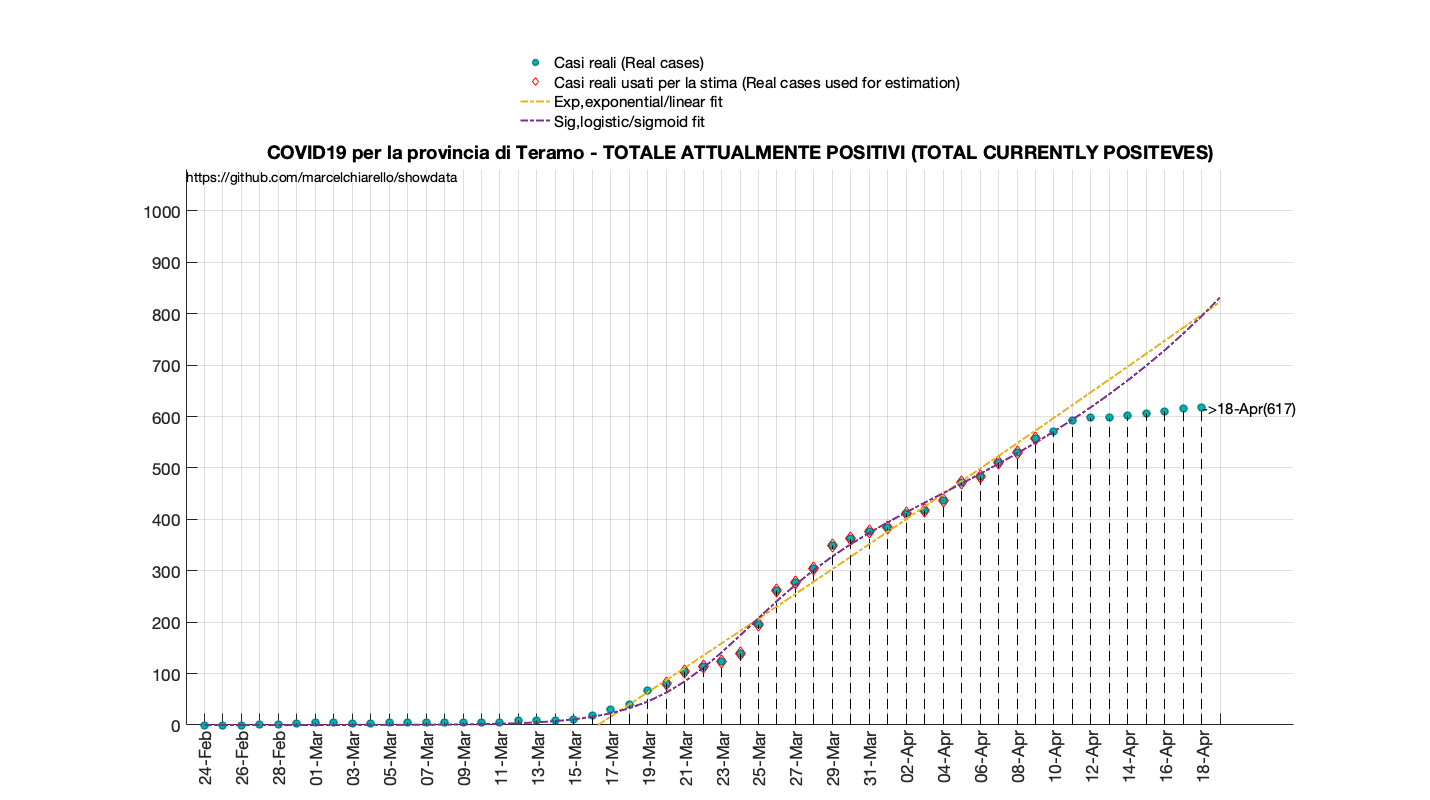 Casi reali (Real cases)
Casi reali usati per la stima (Real cases used for estimation)
Exp,exponential/linear fit
Sig,logistic/sigmoid fit
COVID19 per la provincia di Teramo - TOTALE ATTUALMENTE POSITIVI (TOTAL CURRENTLY POSITEVES)
https://github.com/marcelchiarello/showdata
1000
900
800
700
600
500
400
300
200
100
0
->18-Apr(617)
24-Feb
26-Feb
28-Feb
01-Mar
03-Mar
05-Mar
07-Mar
09-Mar
11-Mar
13-Mar
15-Mar
17-Mar
19-Mar
21-Mar
23-Mar
25-Mar
27-Mar
29-Mar
31-Mar
02-Apr
04-Apr
06-Apr
08-Apr
10-Apr
12-Apr
14-Apr
16-Apr
18-Apr